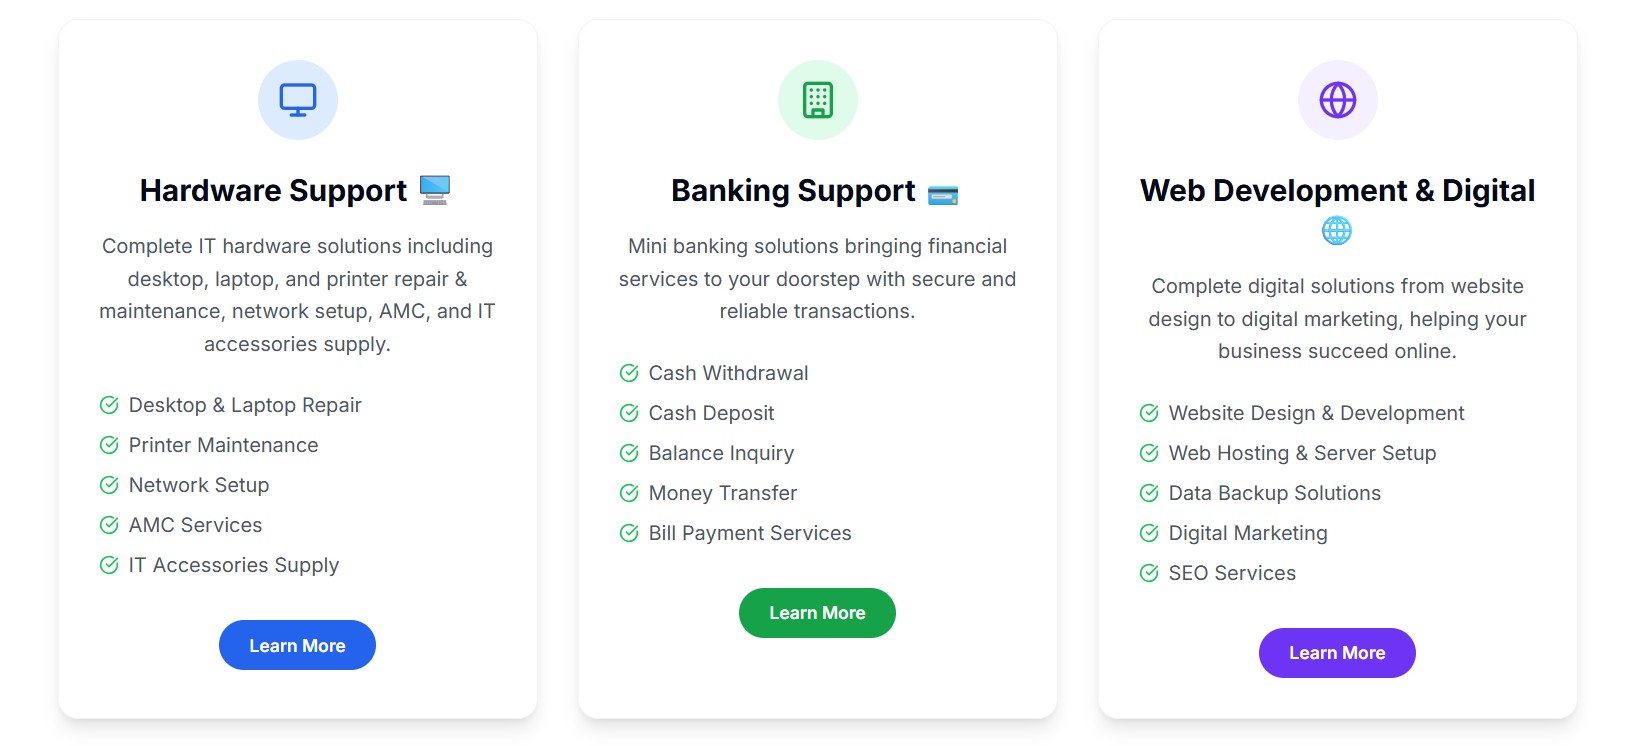 Hardware Support 🖥️
Complete IT hardware solutions including
desktop, laptop, and printer repair &
maintenance, network setup, AMC, and IT
accessories supply.
Desktop & Laptop Repair
Printer Maintenance
Network Setup
AMC Services
IT Accessories Supply
Learn More
Banking Support 💳
Mini banking solutions bringing financial
services to your doorstep with secure and
reliable transactions.
Cash Withdrawal
Cash Deposit
Balance Inquiry
Money Transfer
Bill Payment Services
Learn More
Web Development & Digital
🌐
Complete digital solutions from website
design to digital marketing, helping your
business succeed online.
Website Design & Development
Web Hosting & Server Setup
Data Backup Solutions
Digital Marketing
SEO Services
Learn More